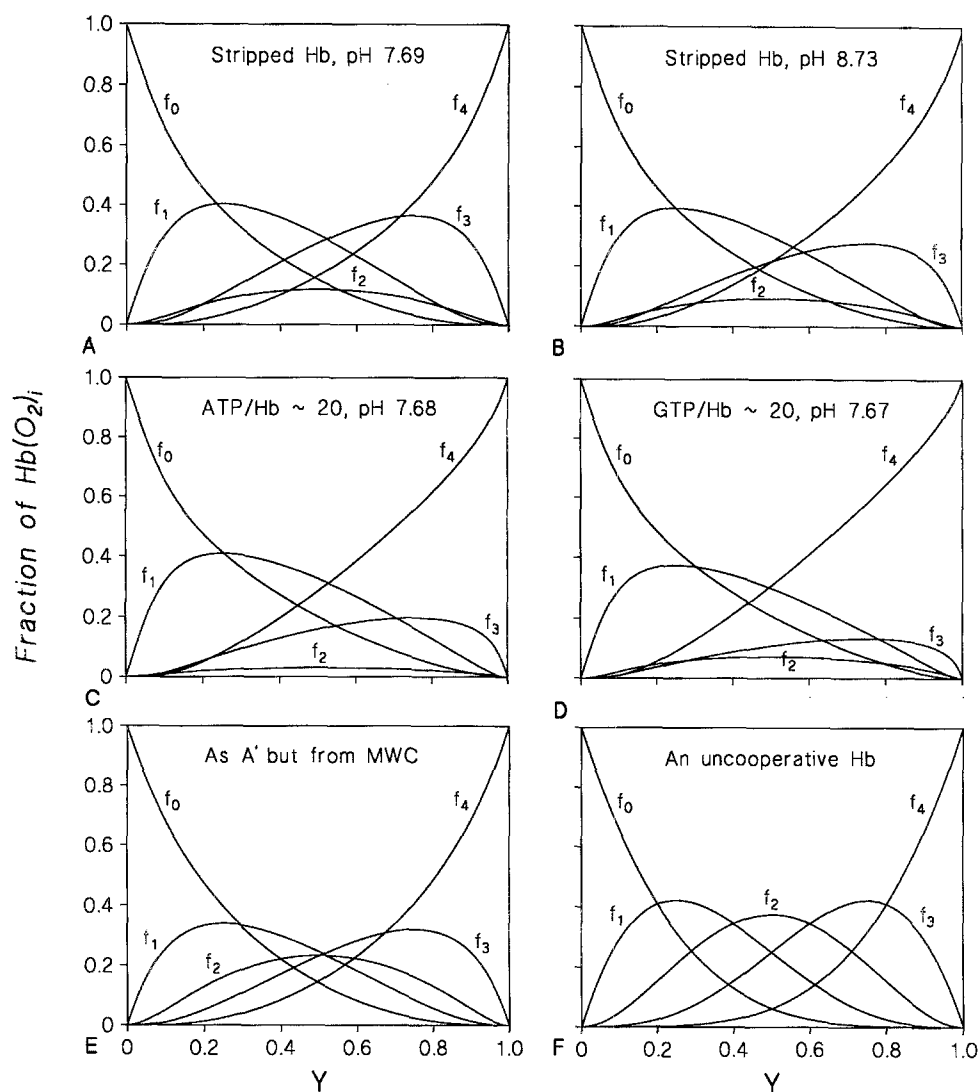 Fraction of Hb(O₂)ᵢ
1.0
0.8
0.6
0.4
0.2
0
Stripped Hb, pH 7.69
f₀
f₁
f₂
f₃
f₄
A
Stripped Hb, pH 8.73
f₀
f₁
f₂
f₃
f₄
B
1.0
0.8
0.6
0.4
0.2
0
ATP/Hb ~ 20, pH 7.68
f₀
f₁
f₂
f₃
f₄
C
GTP/Hb ~ 20, pH 7.67
f₀
f₁
f₂
f₃
f₄
D
1.0
0.8
0.6
0.4
0.2
0
As A' but from MWC
f₀
f₁
f₂
f₃
f₄
E
0 0.2 0.4 0.6 0.8 1.0
Y
An uncooperative Hb
f₀
f₁
f₂
f₃
f₄
F
0 0.2 0.4 0.6 0.8 1.0
Y